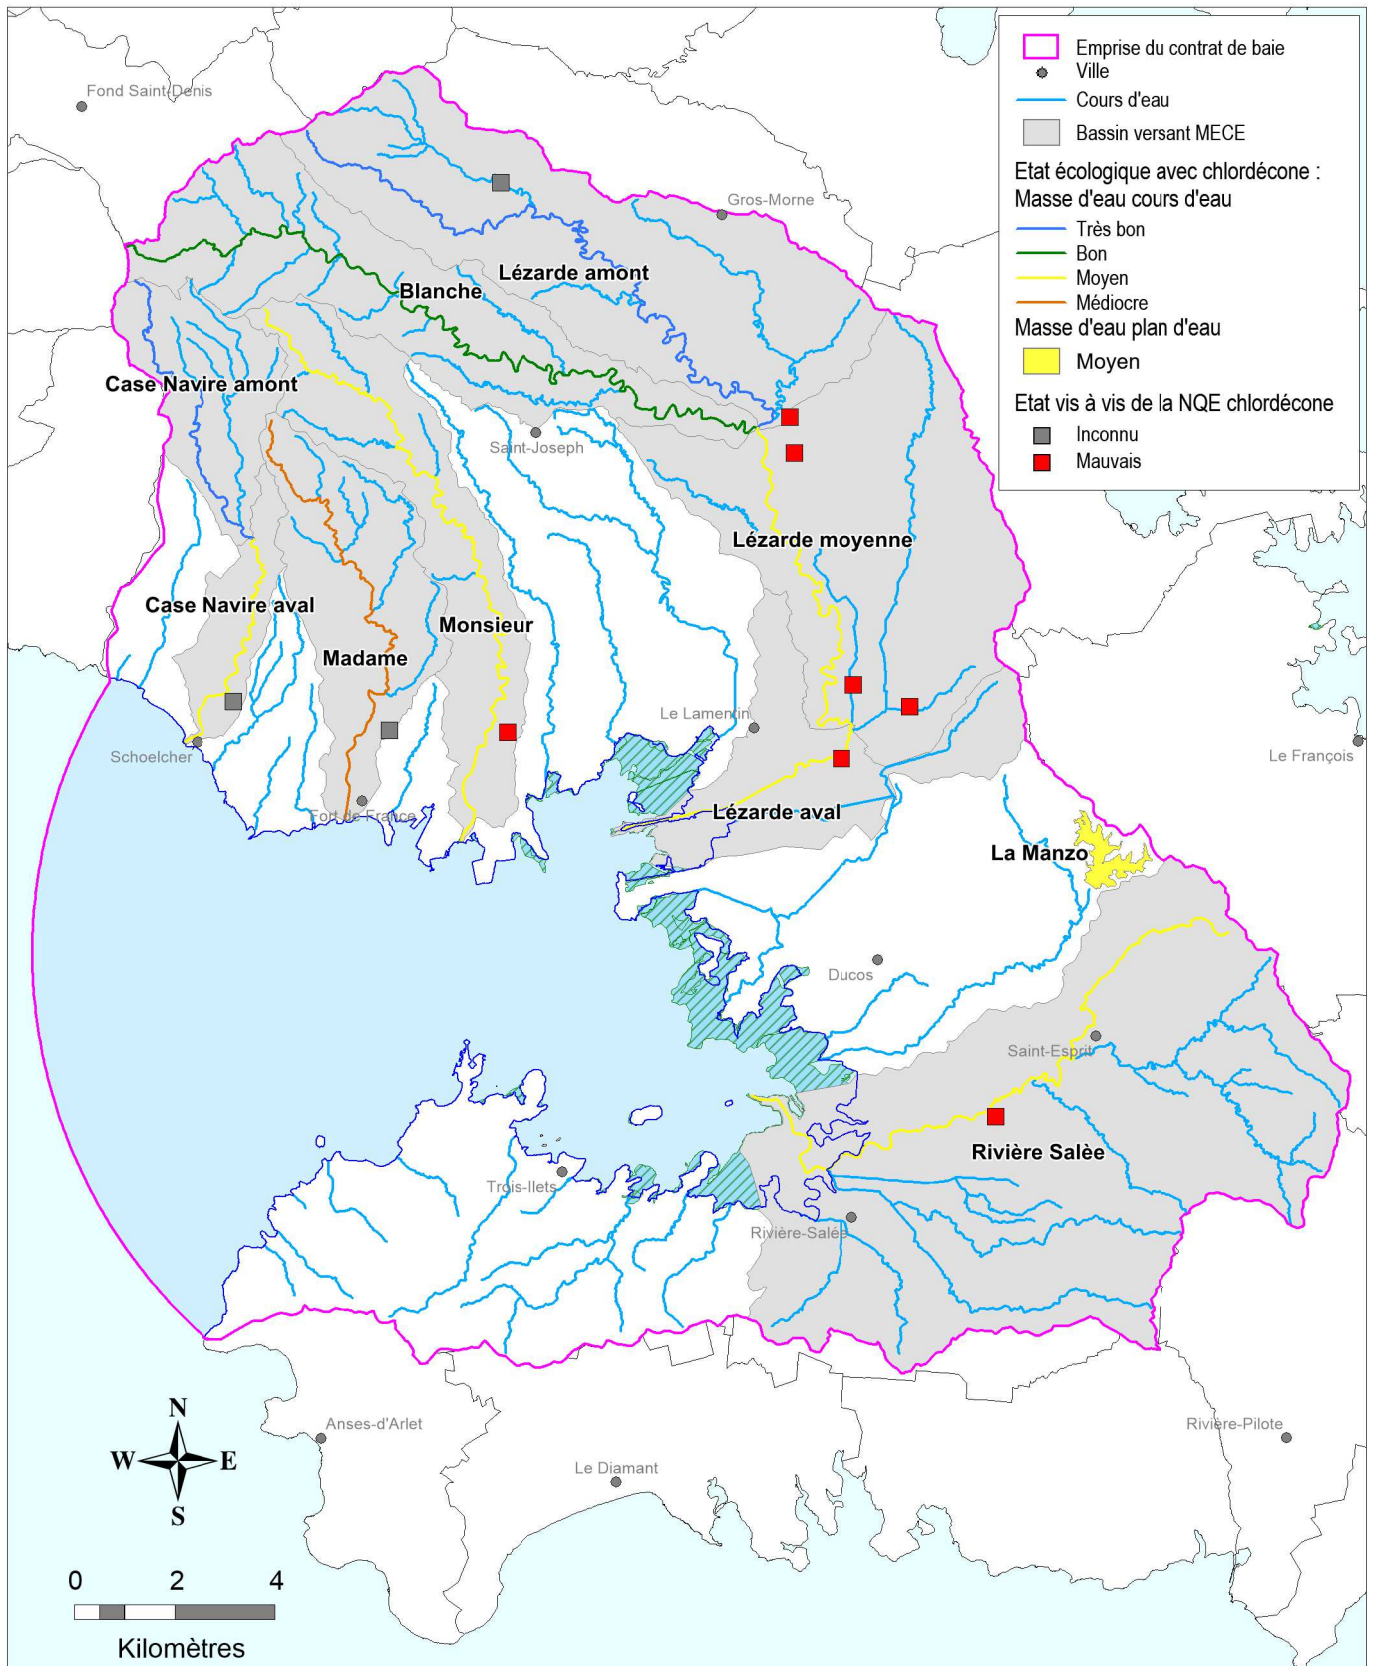 Emprise du contrat de baie
Ville
Cours d'eau
Bassin versant MECE
Etat écologique avec chlordécone :
Masse d'eau cours d'eau
Très bon
Bon
Moyen
Médiocre
Masse d'eau plan d'eau
Moyen
Etat vis à vis de la NQE chlordécone
Inconnu
Mauvais
Fond Saint-Denis
Gros-Morne
Lézarde amont
Blanche
Case Navire amont
Saint-Joseph
Lézarde moyenne
Case Navire aval
Monsieur
Madame
Le Lamentin
Schoelcher
Le François
Fort de France
Lézarde aval
La Manzo
Ducos
Saint-Esprit
Rivière Salèe
Trois-Ilets
Rivière-Salée
Anses-d'Arlet
Rivière-Pilote
Le Diamant
N
W E
S
0 2 4
Kilomètres